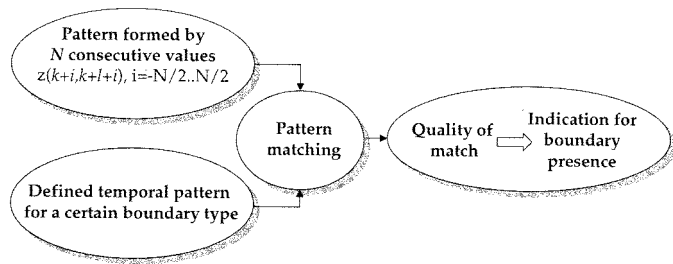 Pattern formed by
N consecutive values
z(k+i,k+l+i), i=-N/2..N/2
Pattern
matching
Quality of
match
Indication for
boundary
presence
Defined temporal pattern
for a certain boundary type